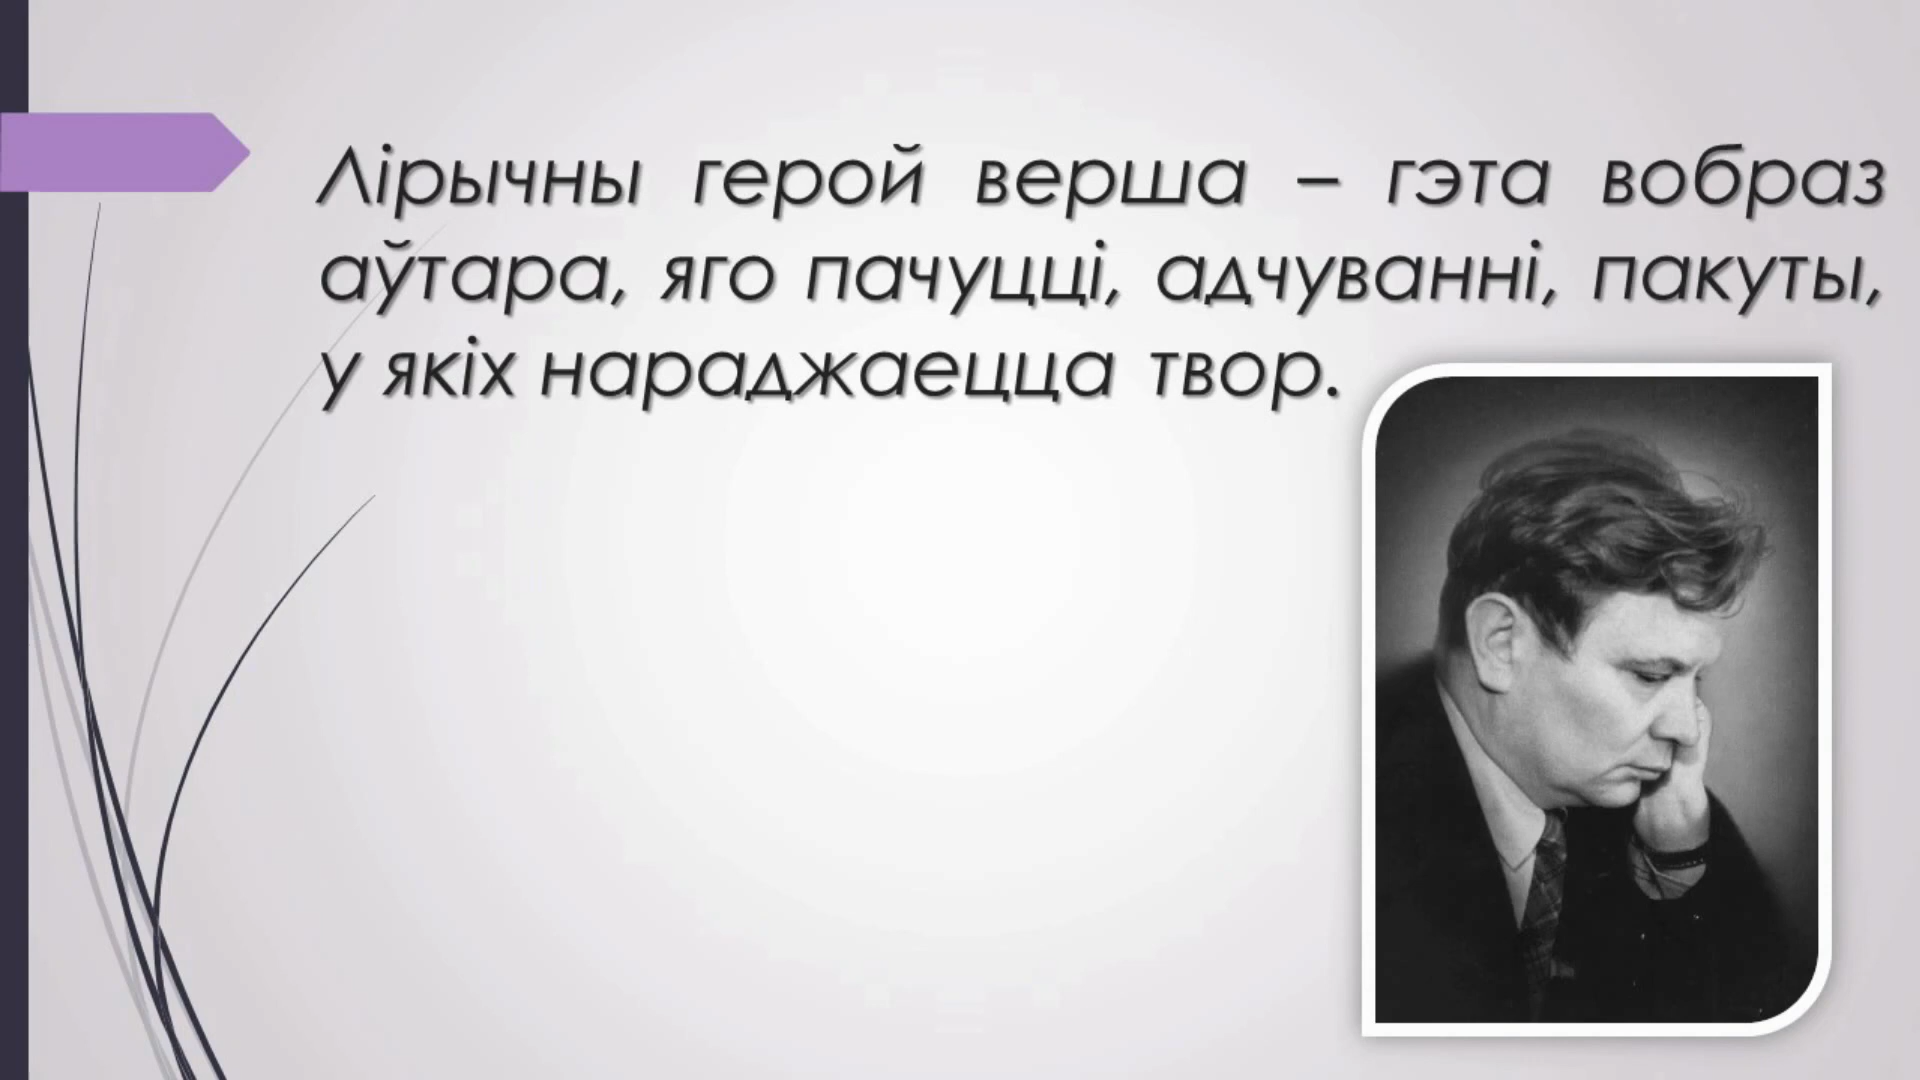 Лірычны герой верша – гэта вобраз
аўтара, яго пачуцці, адчуванні, пакуты,
у якіх нараджаецца твор.